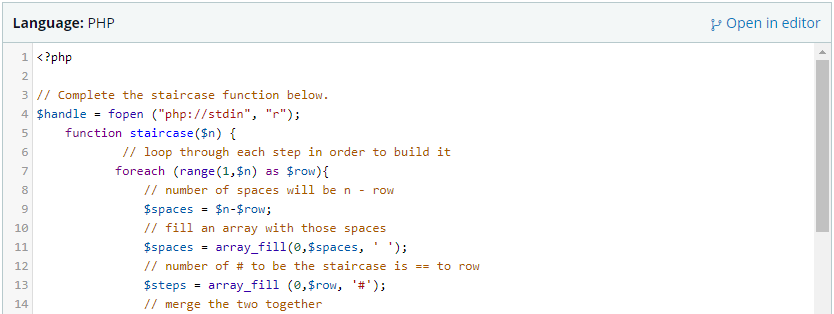 Language: PHP
Open in editor
1 <?php
2
3 // Complete the staircase function below.
4 $handle = fopen ("php://stdin", "r");
5     function staircase($n) {
6             // loop through each step in order to build it
7            foreach (range(1,$n) as $row){
8                // number of spaces will be n - row
9                $spaces = $n-$row;
10                // fill an array with those spaces
11                $spaces = array_fill(0,$spaces, ' ');
12                // number of # to be the staircase is == to row
13                $steps = array_fill (0,$row, '#');
14                // merge the two together